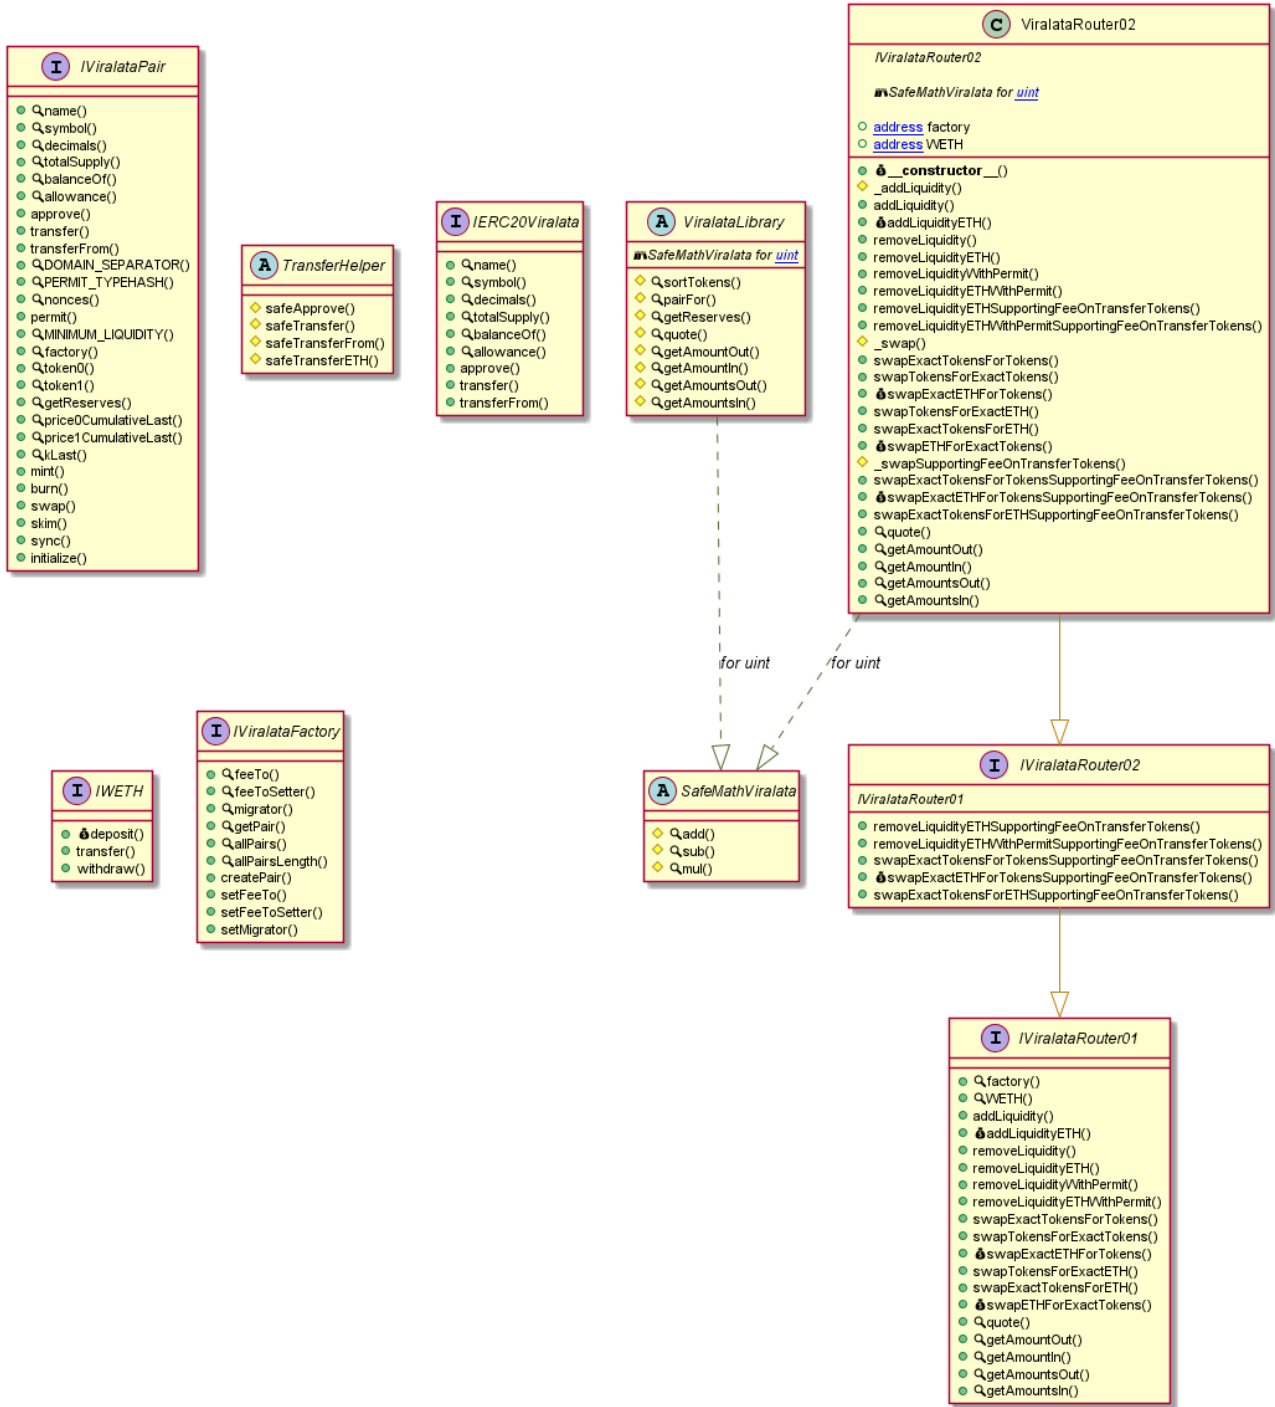 I IViralataPair
name()
symbol()
decimals()
totalSupply()
balanceOf()
allowance()
approve()
transfer()
transferFrom()
DOMAIN_SEPARATOR()
PERMIT_TYPEHASH()
nonces()
permit()
MINIMUM_LIQUIDITY()
factory()
token0()
token1()
getReserves()
price0CumulativeLast()
price1CumulativeLast()
kLast()
mint()
burn()
swap()
skim()
sync()
initialize()
A TransferHelper
safeApprove()
safeTransfer()
safeTransferFrom()
safeTransferETH()
I IERC20Viralata
name()
symbol()
decimals()
totalSupply()
balanceOf()
allowance()
approve()
transfer()
transferFrom()
A ViralataLibrary
SafeMathViralata for uint
sortTokens()
pairFor()
getReserves()
quote()
getAmountOut()
getAmountIn()
getAmountsOut()
getAmountsIn()
C ViralataRouter02
IViralataRouter02
SafeMathViralata for uint
address factory
address WETH
__constructor__()
_addLiquidity()
addLiquidity()
addLiquidityETH()
removeLiquidity()
removeLiquidityETH()
removeLiquidityWithPermit()
removeLiquidityETHWithPermit()
removeLiquidityETHSupportingFeeOnTransferTokens()
removeLiquidityETHWithPermitSupportingFeeOnTransferTokens()
_swap()
swapExactTokensForTokens()
swapTokensForExactTokens()
swapExactETHForTokens()
swapTokensForExactETH()
swapExactTokensForETH()
swapETHForExactTokens()
_swapSupportingFeeOnTransferTokens()
swapExactTokensForTokensSupportingFeeOnTransferTokens()
swapExactETHForTokensSupportingFeeOnTransferTokens()
swapExactTokensForETHSupportingFeeOnTransferTokens()
quote()
getAmountOut()
getAmountIn()
getAmountsOut()
getAmountsIn()
for uint
for uint
I IWETH
deposit()
transfer()
withdraw()
I IViralataFactory
feeTo()
feeToSetter()
migrator()
getPair()
allPairs()
allPairsLength()
createPair()
setFeeTo()
setFeeToSetter()
setMigrator()
A SafeMathViralata
add()
sub()
mul()
I IViralataRouter02
IViralataRouter01
removeLiquidityETHSupportingFeeOnTransferTokens()
removeLiquidityETHWithPermitSupportingFeeOnTransferTokens()
swapExactTokensForTokensSupportingFeeOnTransferTokens()
swapExactETHForTokensSupportingFeeOnTransferTokens()
swapExactTokensForETHSupportingFeeOnTransferTokens()
I IViralataRouter01
factory()
WETH()
addLiquidity()
addLiquidityETH()
removeLiquidity()
removeLiquidityETH()
removeLiquidityWithPermit()
removeLiquidityETHWithPermit()
swapExactTokensForTokens()
swapTokensForExactTokens()
swapExactETHForTokens()
swapTokensForExactETH()
swapExactTokensForETH()
swapETHForExactTokens()
quote()
getAmountOut()
getAmountIn()
getAmountsOut()
getAmountsIn()